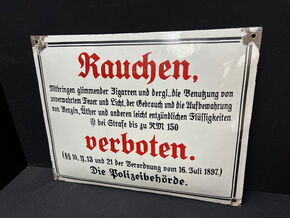 Rauchen,
Mitbringen glimmender Zigarren und dergl., die Benutzung von
unverwahrtem Feuer und Licht, der Gebrauch und die Aufbewahrung
von Benzin, Äther und anderen leicht entzündlichen Flüssigkeiten
ist bei Strafe bis zu RM 150
verboten.
(§§ 10, 11, 13 und 21 der Verordnung vom 16. Juli 1897.)
Die Polizeibehörde.